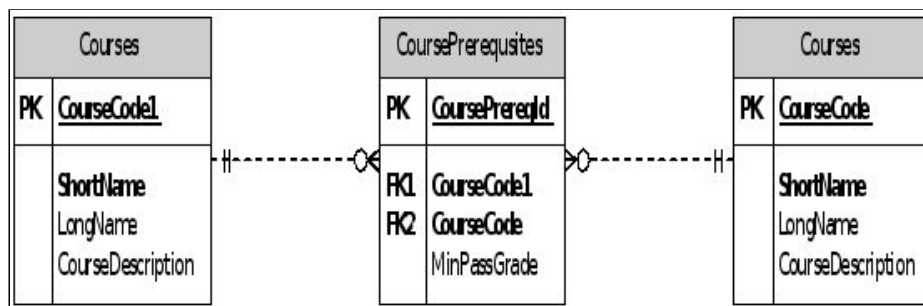 Courses
PK CourseCode1
ShortName
LongName
CourseDescription
CoursePrerequsites
PK CoursePrereqId
FK1 CourseCode1
FK2 CourseCode
MinPassGrade
Courses
PK CourseCode
ShortName
LongName
CourseDescription